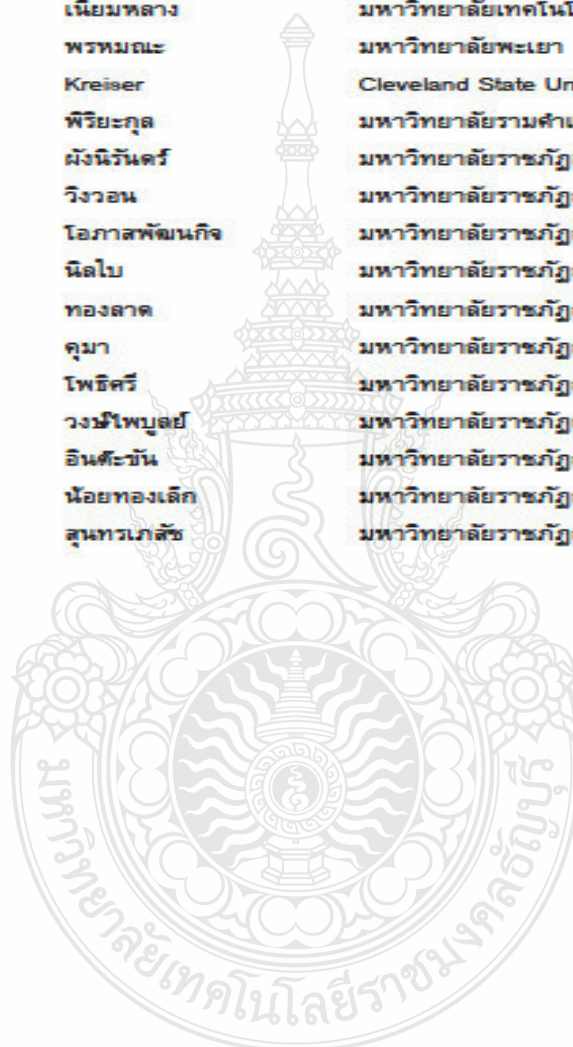 เนียมหลาง มหาวิทยาลัยเทคโนโ
พรหมณะ มหาวิทยาลัยพะเยา
Kreiser Cleveland State Un
พิริยะกุล มหาวิทยาลัยรามคำแ
ผังนิรันดร์ มหาวิทยาลัยราชภัฏ
วิงวอน มหาวิทยาลัยราชภัฏ
โอภาสพัฒนกิจ มหาวิทยาลัยราชภัฏ
นิลใบ มหาวิทยาลัยราชภัฏ
ทองลาด มหาวิทยาลัยราชภัฏ
คุมา มหาวิทยาลัยราชภัฏ
โพธิศรี มหาวิทยาลัยราชภัฏ
วงษ์ไพบูลย์ มหาวิทยาลัยราชภัฏ
อินต๊ะขัน มหาวิทยาลัยราชภัฏ
น้อยทองเล็ก มหาวิทยาลัยราชภัฏ
สุนทรเภสัช มหาวิทยาลัยราชภัฏ
มหาวิทยาลัยเทคโนโลยีราชมงคลธัญบุรี